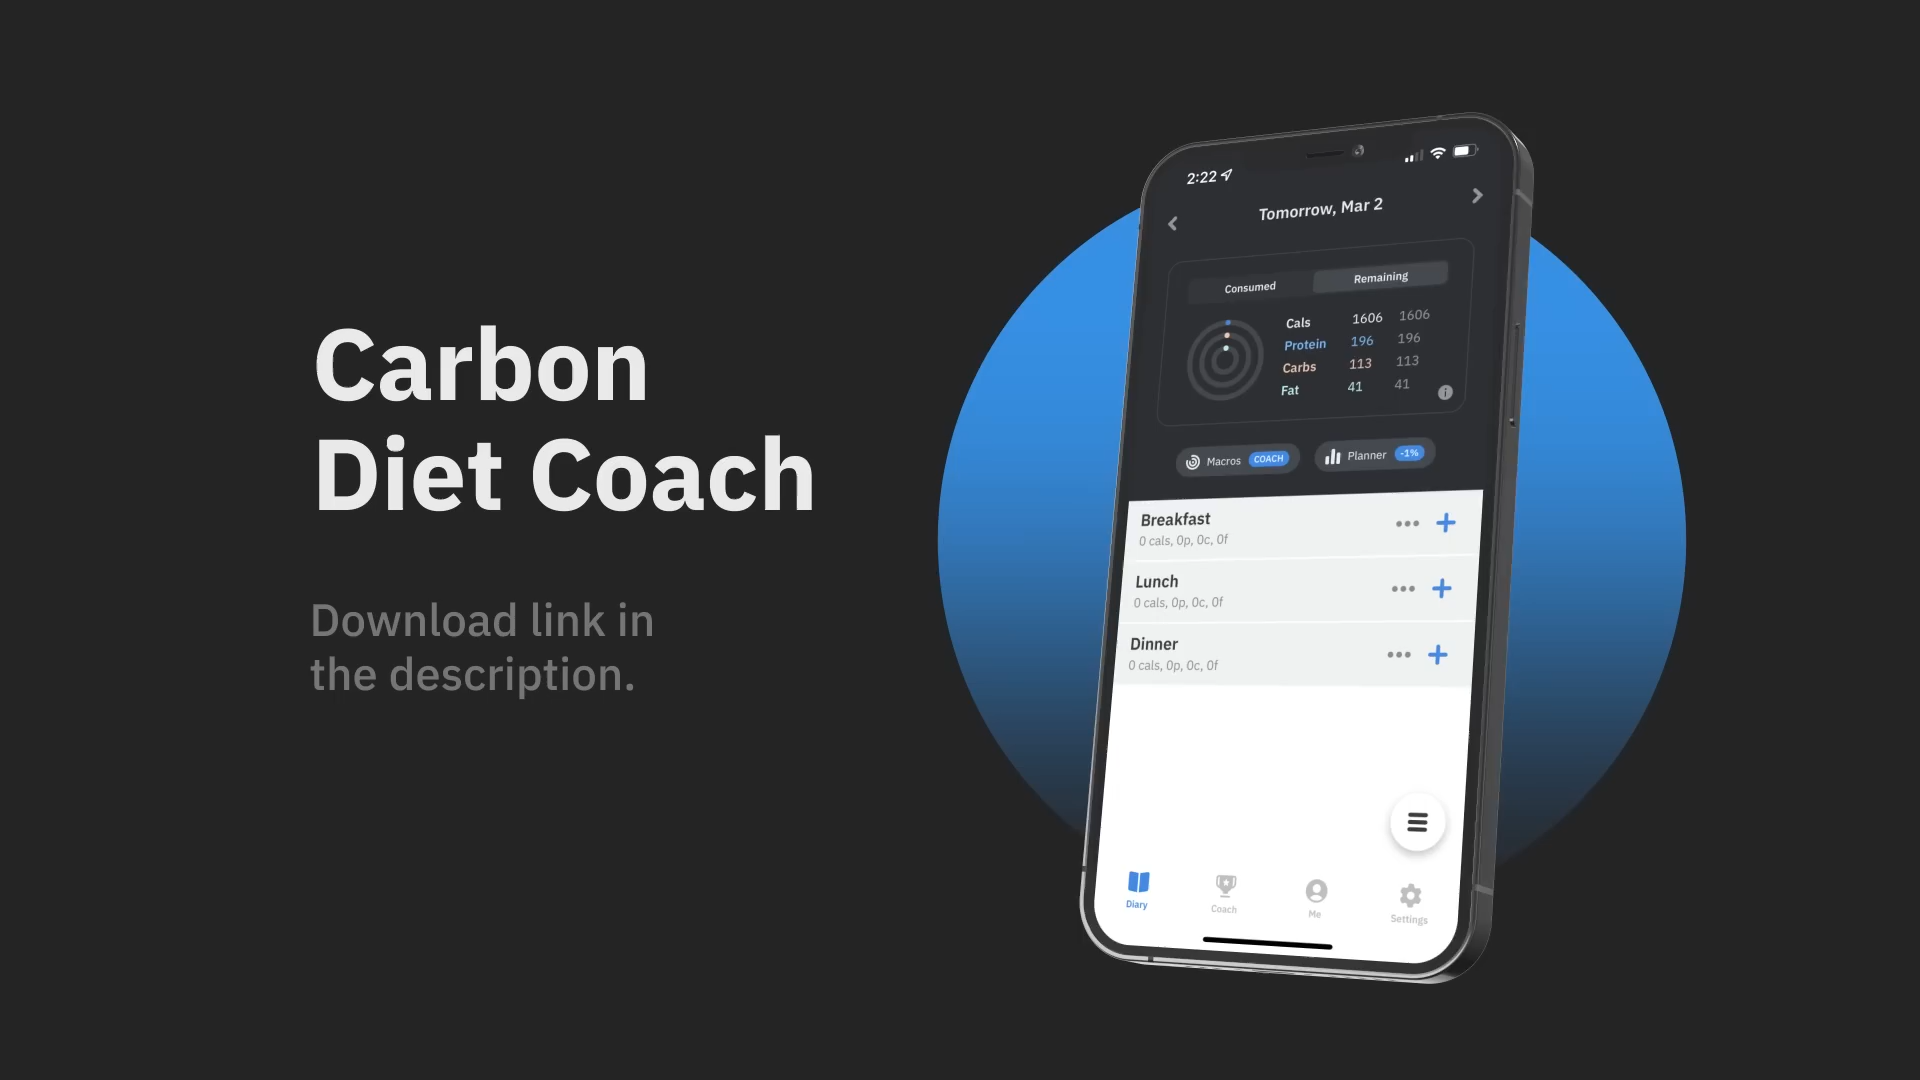 Carbon
Diet Coach
Download link in
the description.
2:22
Tomorrow, Mar 2
Consumed Remaining
Cals 1606 1606
Protein 196 196
Carbs 113 113
Fat 41 41
Macros COACH Planner -1%
Breakfast
0 cals, 0p, 0c, 0f
Lunch
0 cals, 0p, 0c, 0f
Dinner
0 cals, 0p, 0c, 0f
Diary Coach Me Settings